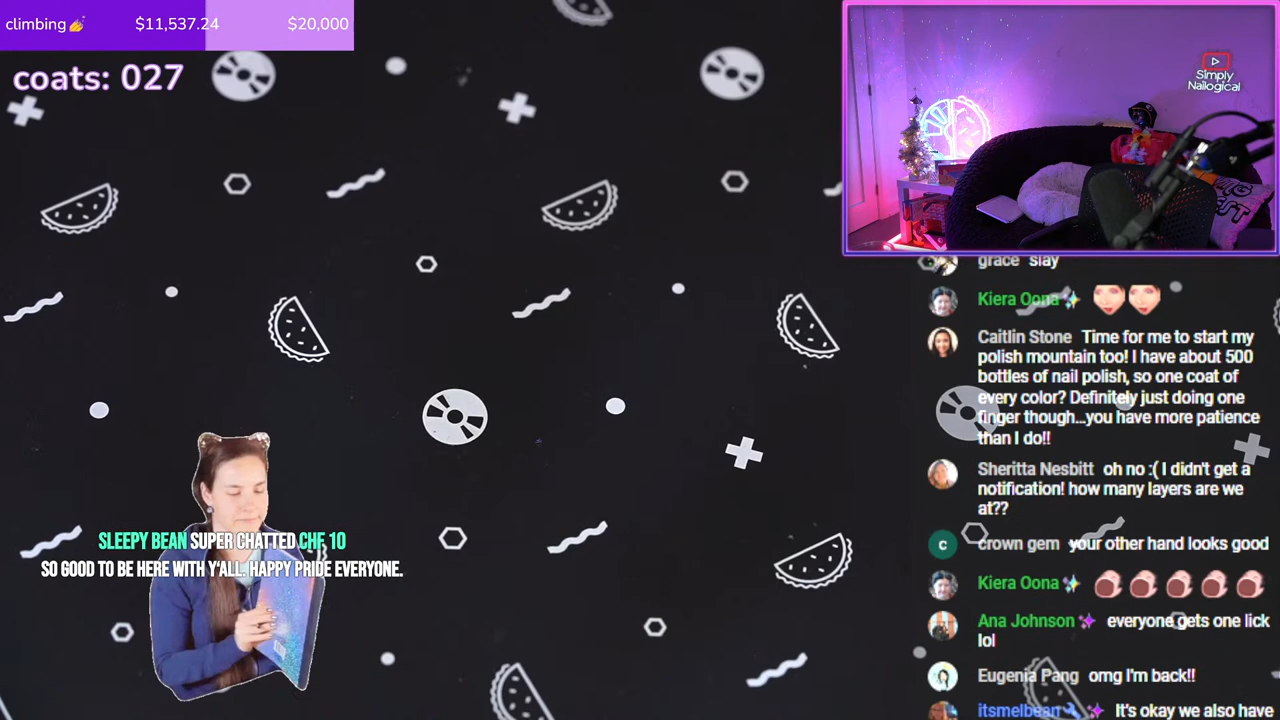 climbing💅 $11,537.24 $20,000
coats: 027
Simply
Nailogical
SLEEPY BEAN SUPER CHATTED CHF 10
SO GOOD TO BE HERE WITH Y'ALL. HAPPY PRIDE EVERYONE.
grace slay
Kiera Oona✨
Caitlin Stone Time for me to start my
polish mountain too! I have about 500
bottles of nail polish, so one coat of
every color? Definitely just doing one
finger though...you have more patience
than I do!!
Sheritta Nesbitt oh no :( I didn't get a
notification! how many layers are we
at??
C
crown gem your other hand looks good
Kiera Oona✨
Ana Johnson everyone gets one lick
lol
Eugenia Pang omg I'm back!!
itsmelbean It's okay we also have